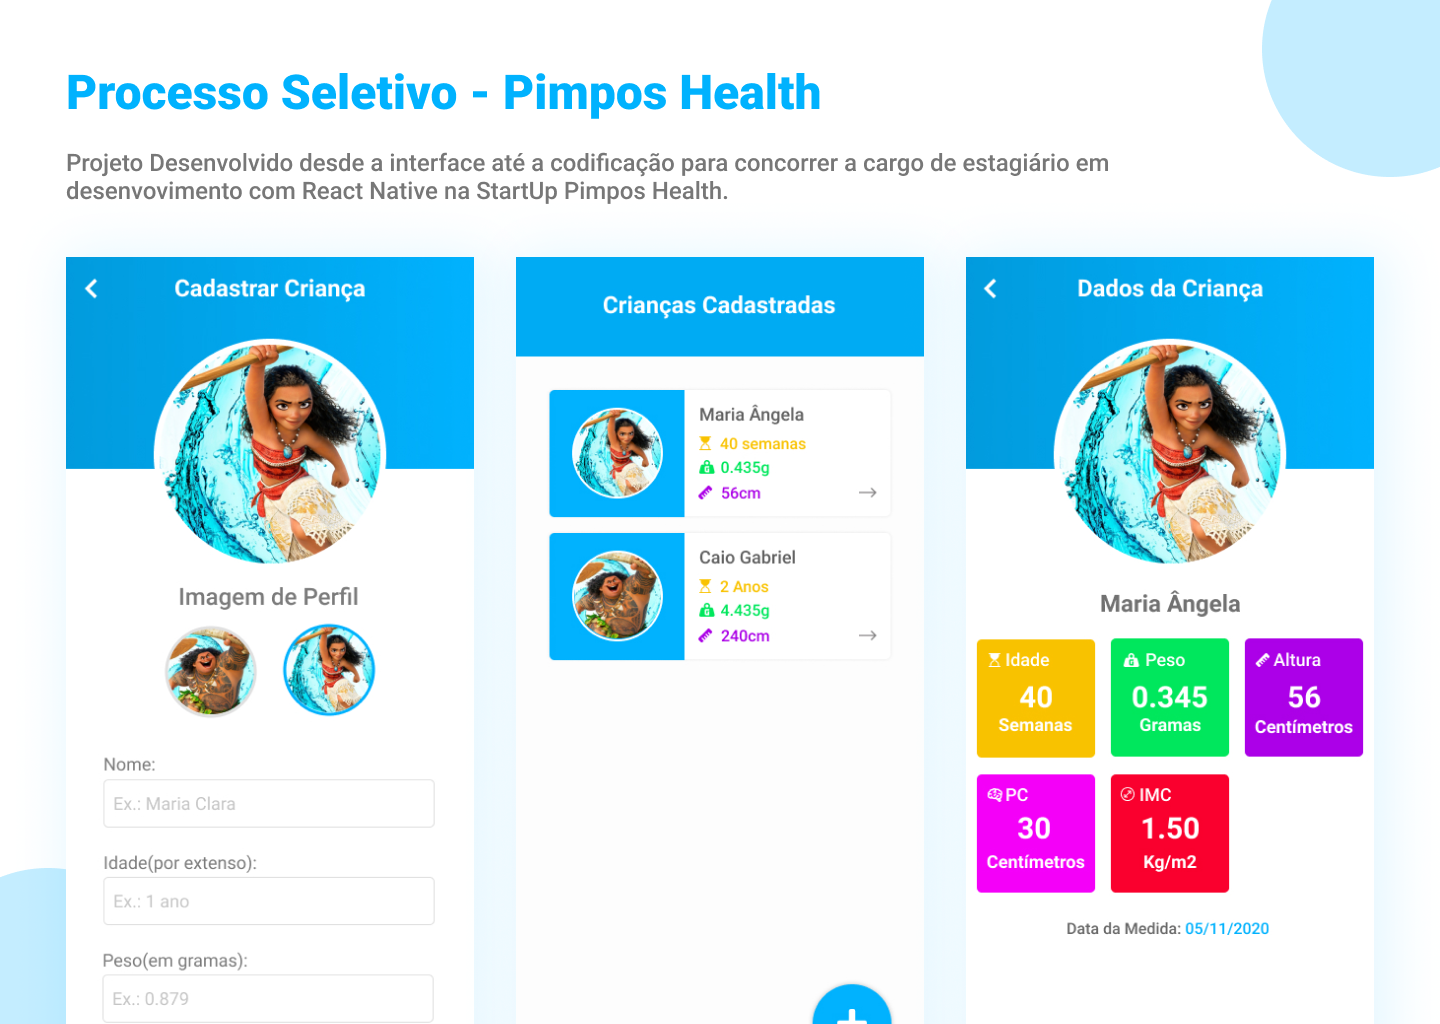 Processo Seletivo - Pimpos Health
Projeto Desenvolvido desde a interface até a codificação para concorrer a cargo de estagiário em
desenvovimento com React Native na StartUp Pimpos Health.
Cadastrar Criança
Imagem de Perfil
Nome:
Ex.: Maria Clara
Idade(por extenso):
Ex.: 1 ano
Peso(em gramas):
Ex.: 0.879
Crianças Cadastradas
Maria Ângela
40 semanas
0.435g
56cm
Caio Gabriel
2 Anos
4.435g
240cm
Dados da Criança
Maria Ângela
Idade
40
Semanas
Peso
0.345
Gramas
Altura
56
Centímetros
PC
30
Centímetros
IMC
1.50
Kg/m2
Data da Medida: 05/11/2020